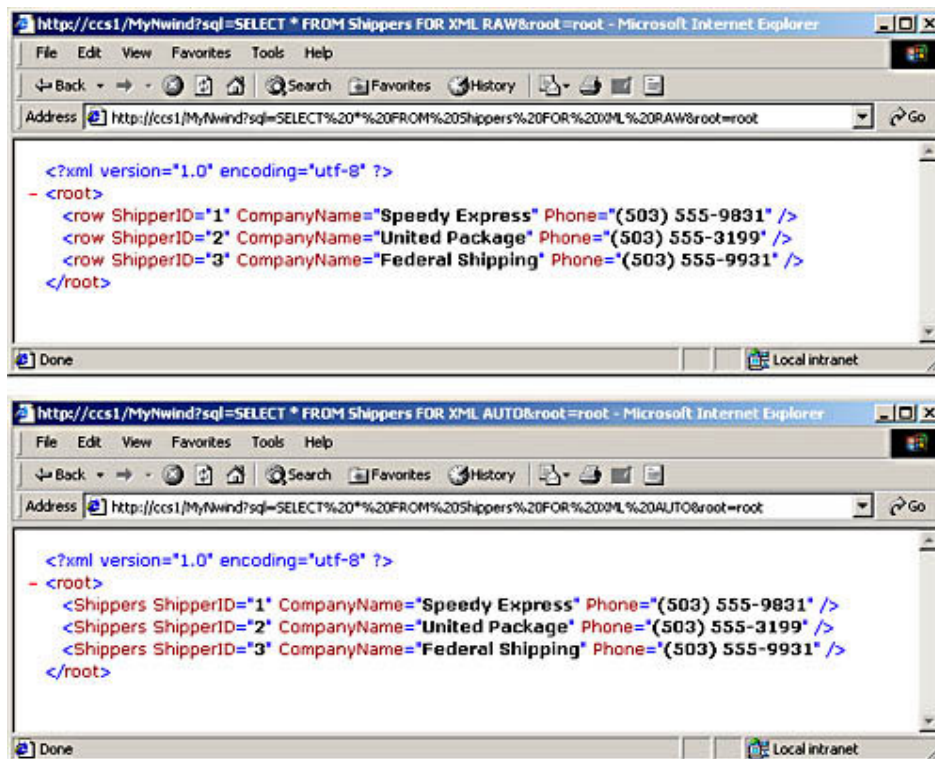 http://ccs1/MyNwind?sql=SELECT * FROM Shippers FOR XML RAW&root=root - Microsoft Internet Explorer
File Edit View Favorites Tools Help
Back Search Favorites History
Address http://ccs1/MyNwind?sql=SELECT%20*%20FROM%20Shippers%20FOR%20XML%20RAW&root=root Go
<?xml version="1.0" encoding="utf-8" ?>
- <root>
<row ShipperID="1" CompanyName="Speedy Express" Phone="(503) 555-9831" />
<row ShipperID="2" CompanyName="United Package" Phone="(503) 555-3199" />
<row ShipperID="3" CompanyName="Federal Shipping" Phone="(503) 555-9931" />
</root>
Done Local intranet
http://ccs1/MyNwind?sql=SELECT * FROM Shippers FOR XML AUTO&root=root - Microsoft Internet Explorer
File Edit View Favorites Tools Help
Back Search Favorites History
Address http://ccs1/MyNwind?sql=SELECT%20*%20FROM%20Shippers%20FOR%20XML%20AUTO&root=root Go
<?xml version="1.0" encoding="utf-8" ?>
- <root>
<Shippers ShipperID="1" CompanyName="Speedy Express" Phone="(503) 555-9831" />
<Shippers ShipperID="2" CompanyName="United Package" Phone="(503) 555-3199" />
<Shippers ShipperID="3" CompanyName="Federal Shipping" Phone="(503) 555-9931" />
</root>
Done Local intranet